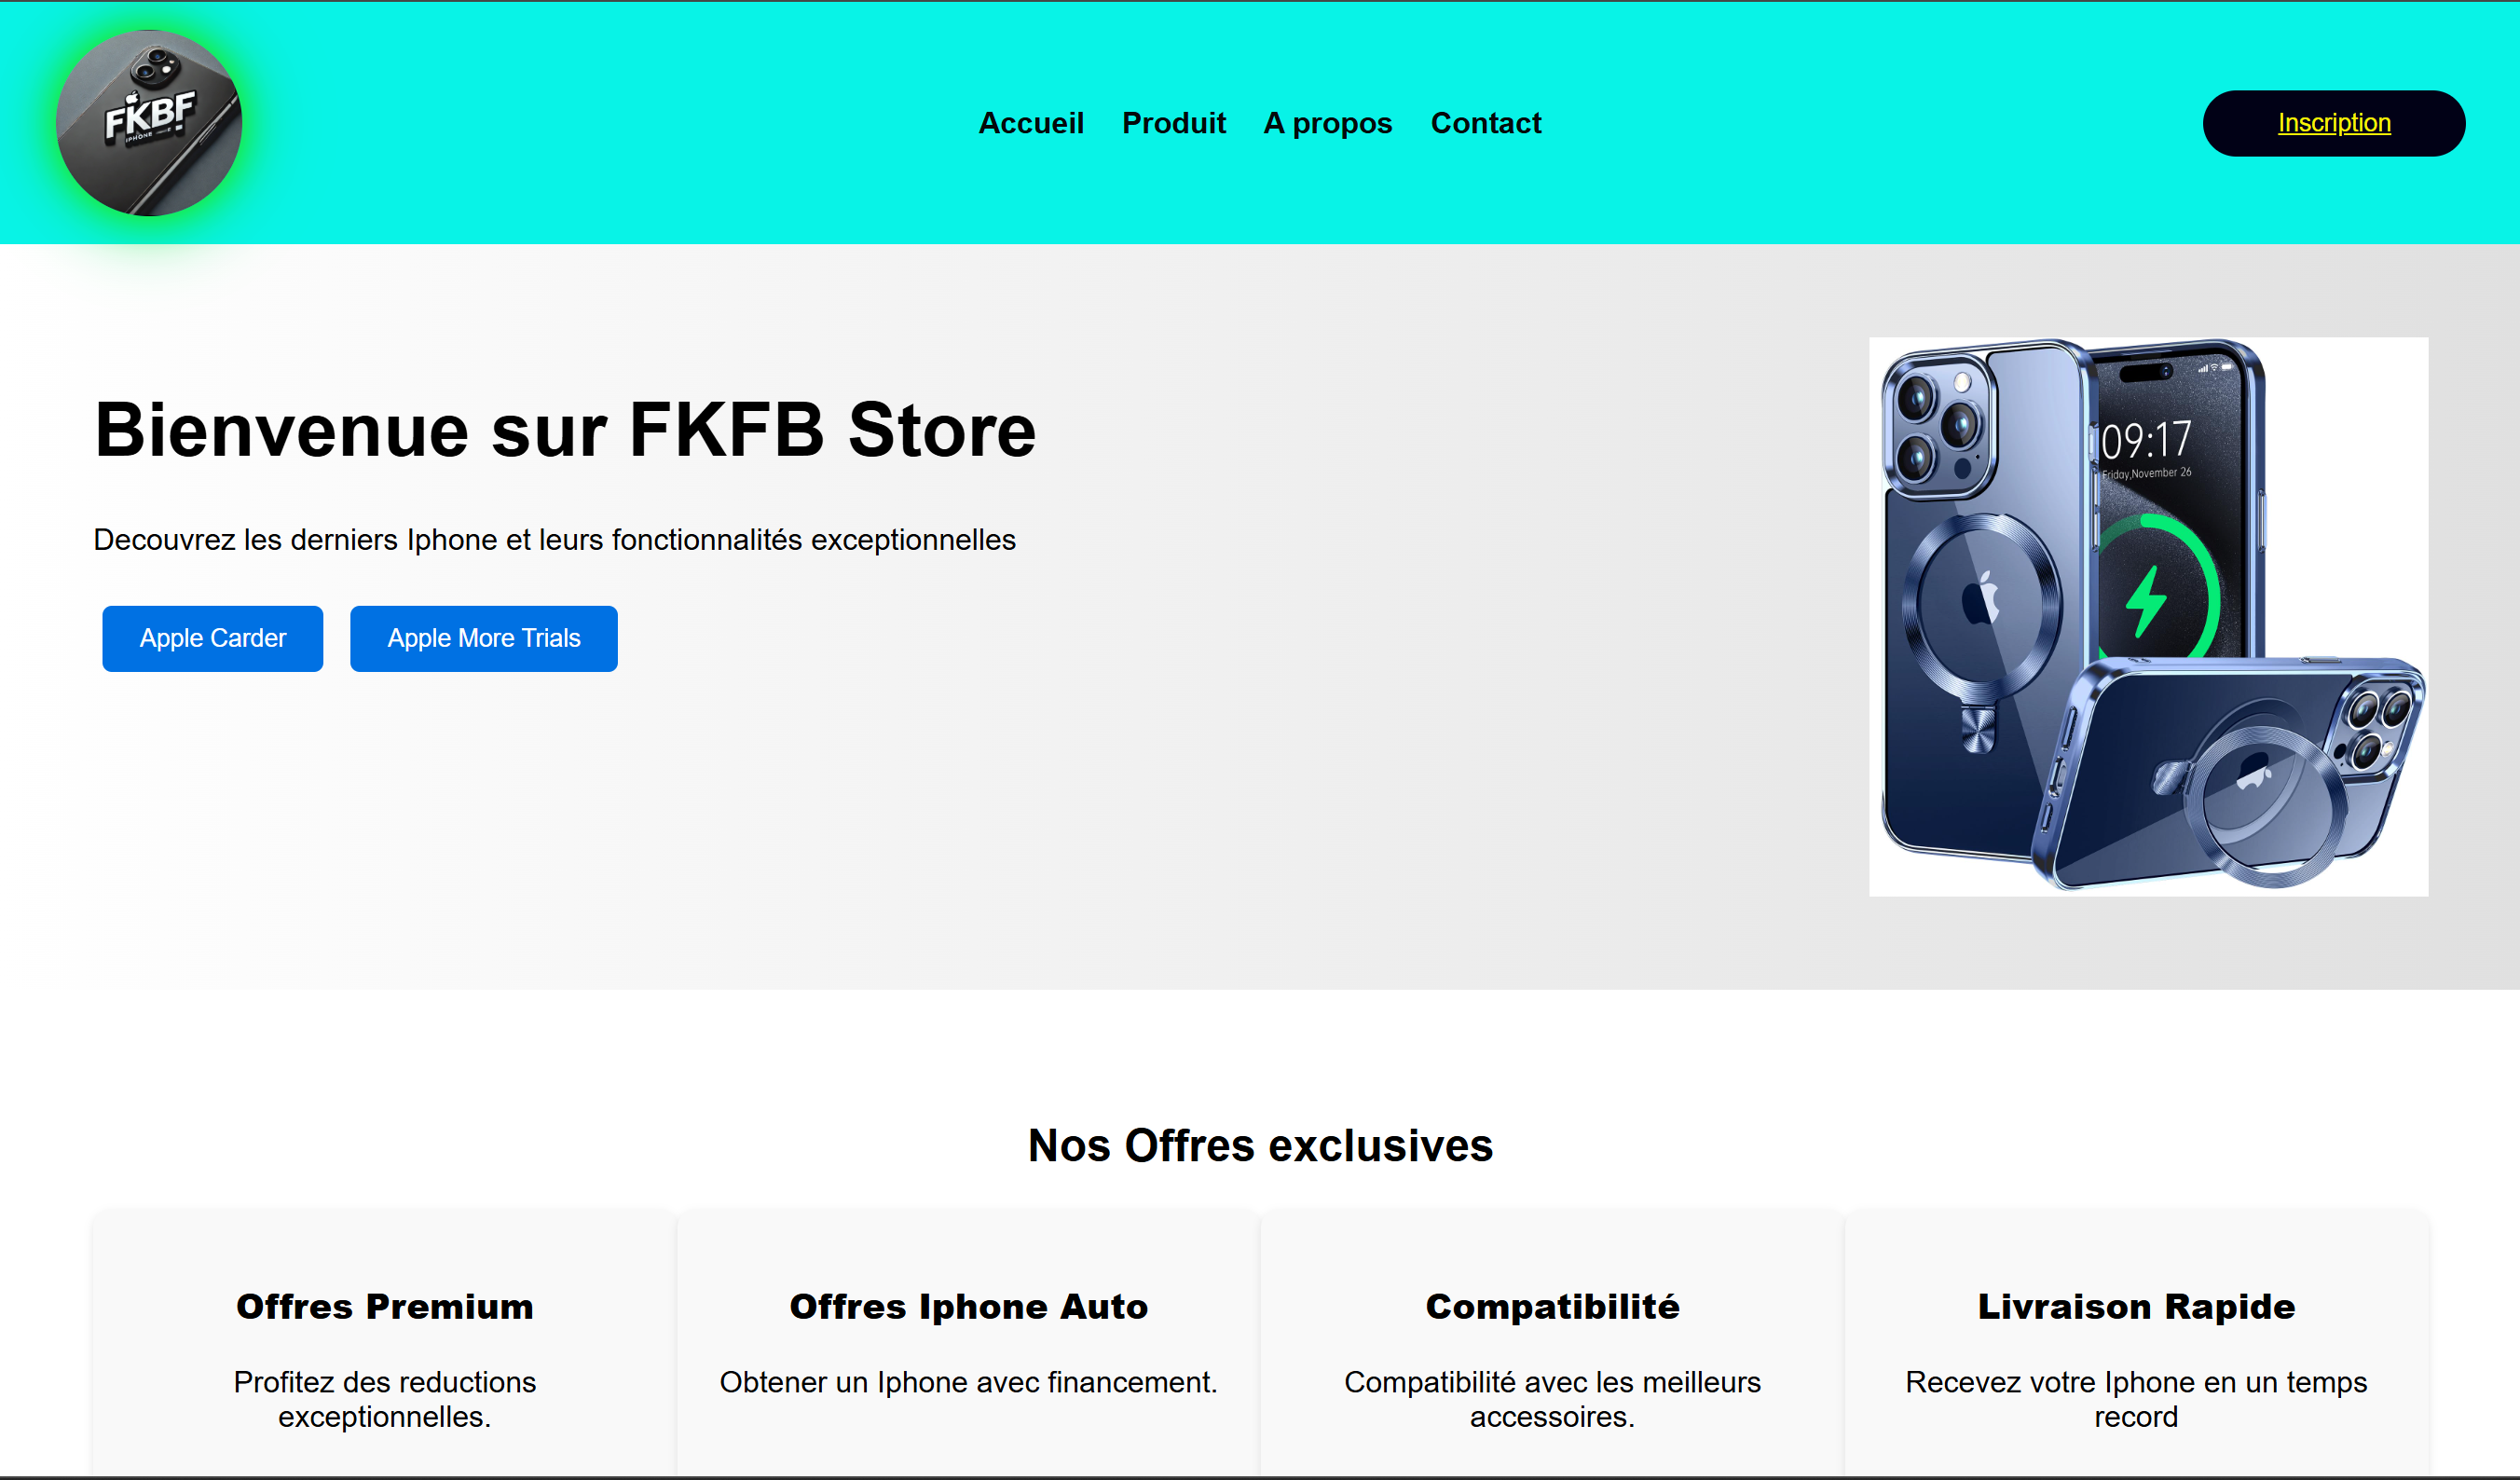 FKBF
IPHONE
Accueil Produit A propos Contact
Inscription
Bienvenue sur FKFB Store
Decouvrez les derniers Iphone et leurs fonctionnalités exceptionnelles
Apple Carder Apple More Trials
09:17
Friday,November 26
Nos Offres exclusives
Offres Premium
Profitez des reductions
exceptionnelles.
Offres Iphone Auto
Obtener un Iphone avec financement.
Compatibilité
Compatibilité avec les meilleurs
accessoires.
Livraison Rapide
Recevez votre Iphone en un temps
record